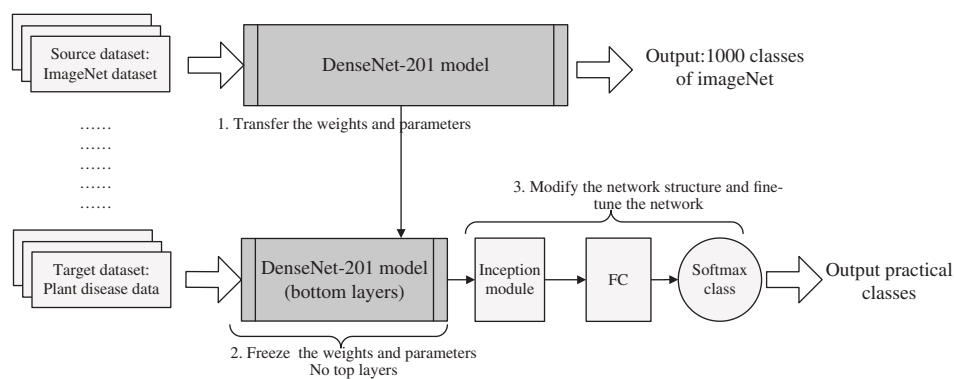 Source dataset:
ImageNet dataset
DenseNet-201 model
Output:1000 classes
of imageNet
1. Transfer the weights and parameters
……
……
……
……
……
3. Modify the network structure and fine-
tune the network
Target dataset:
Plant disease data
DenseNet-201 model
(bottom layers)
Inception
module
FC
Softmax
class
Output practical
classes
2. Freeze the weights and parameters
No top layers